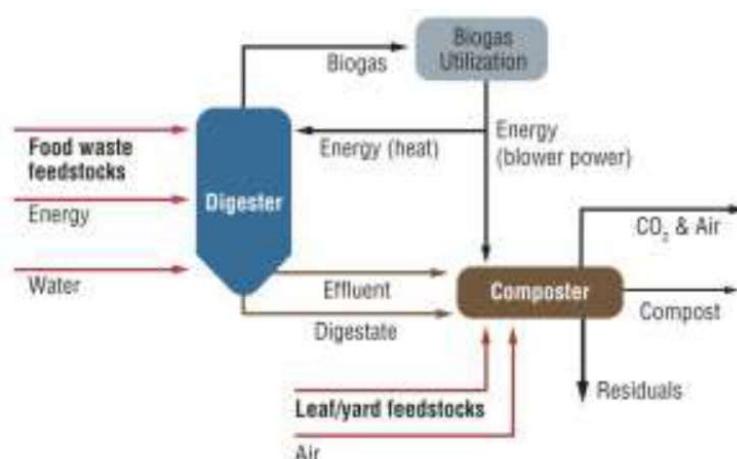 Biogas
Utilization
Biogas
Food waste
feedstocks
Energy (heat)
Energy
(blower power)
Digester
Energy
CO₂ & Air
Water
Effluent
Composter
Compost
Digestate
Residuals
Leaf/yard feedstocks
Air